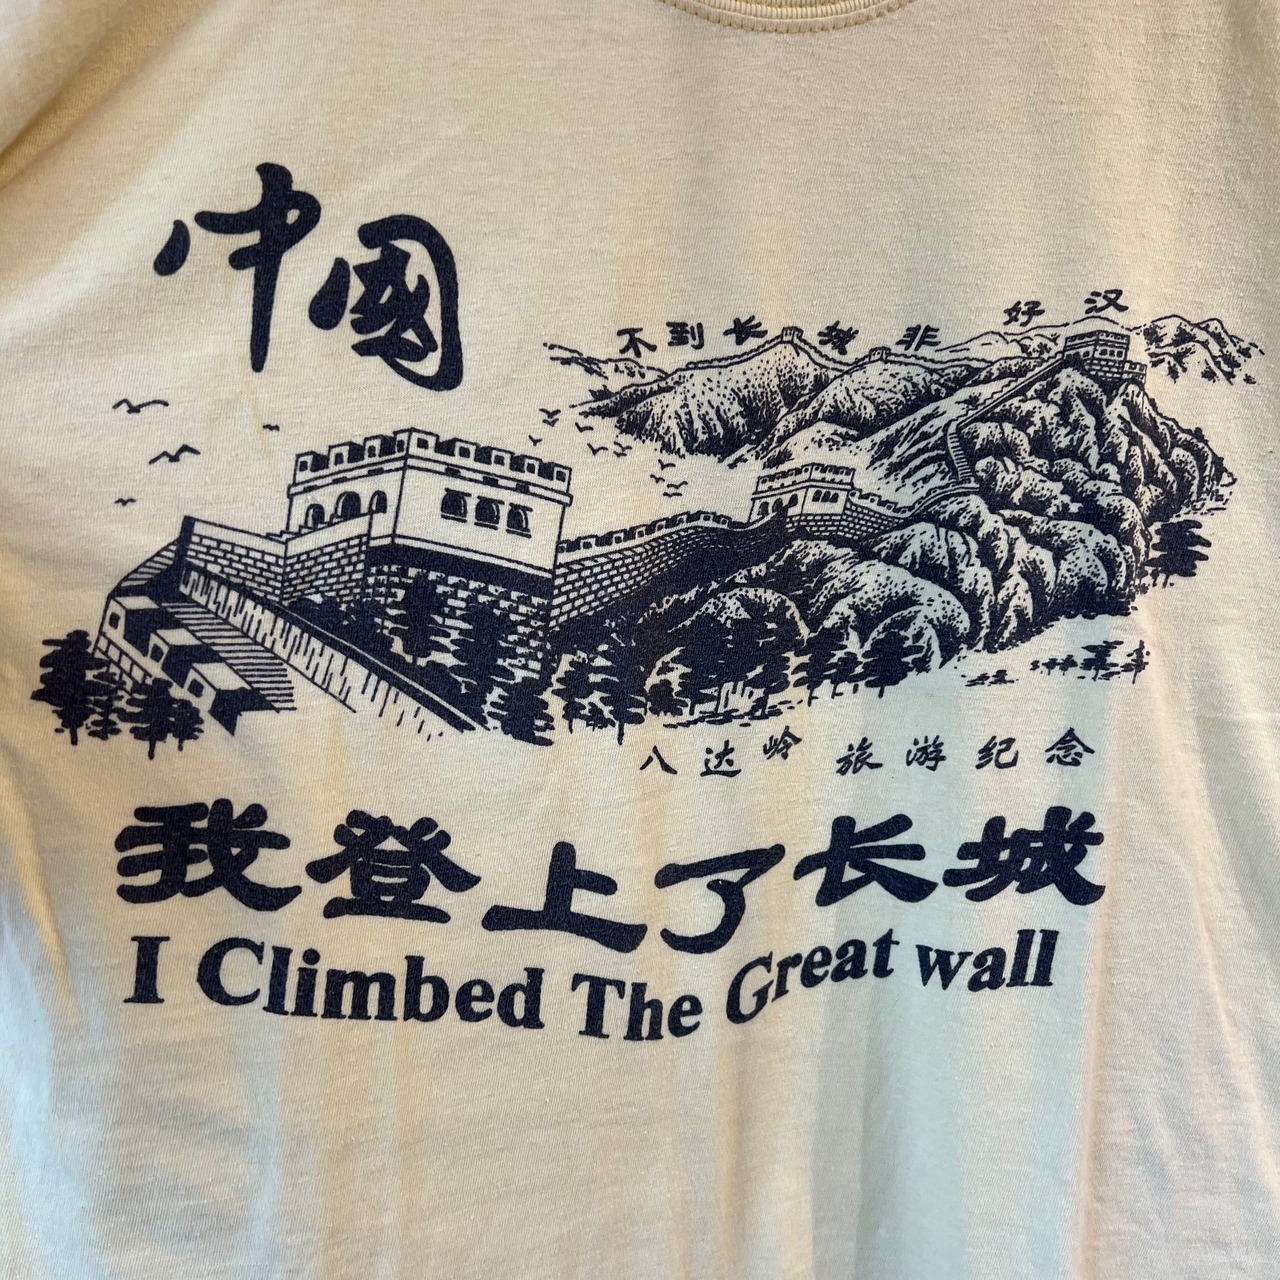 中國
不到长城非好汉
八达岭 旅游纪念
我登上了长城
I Climbed The Great wall